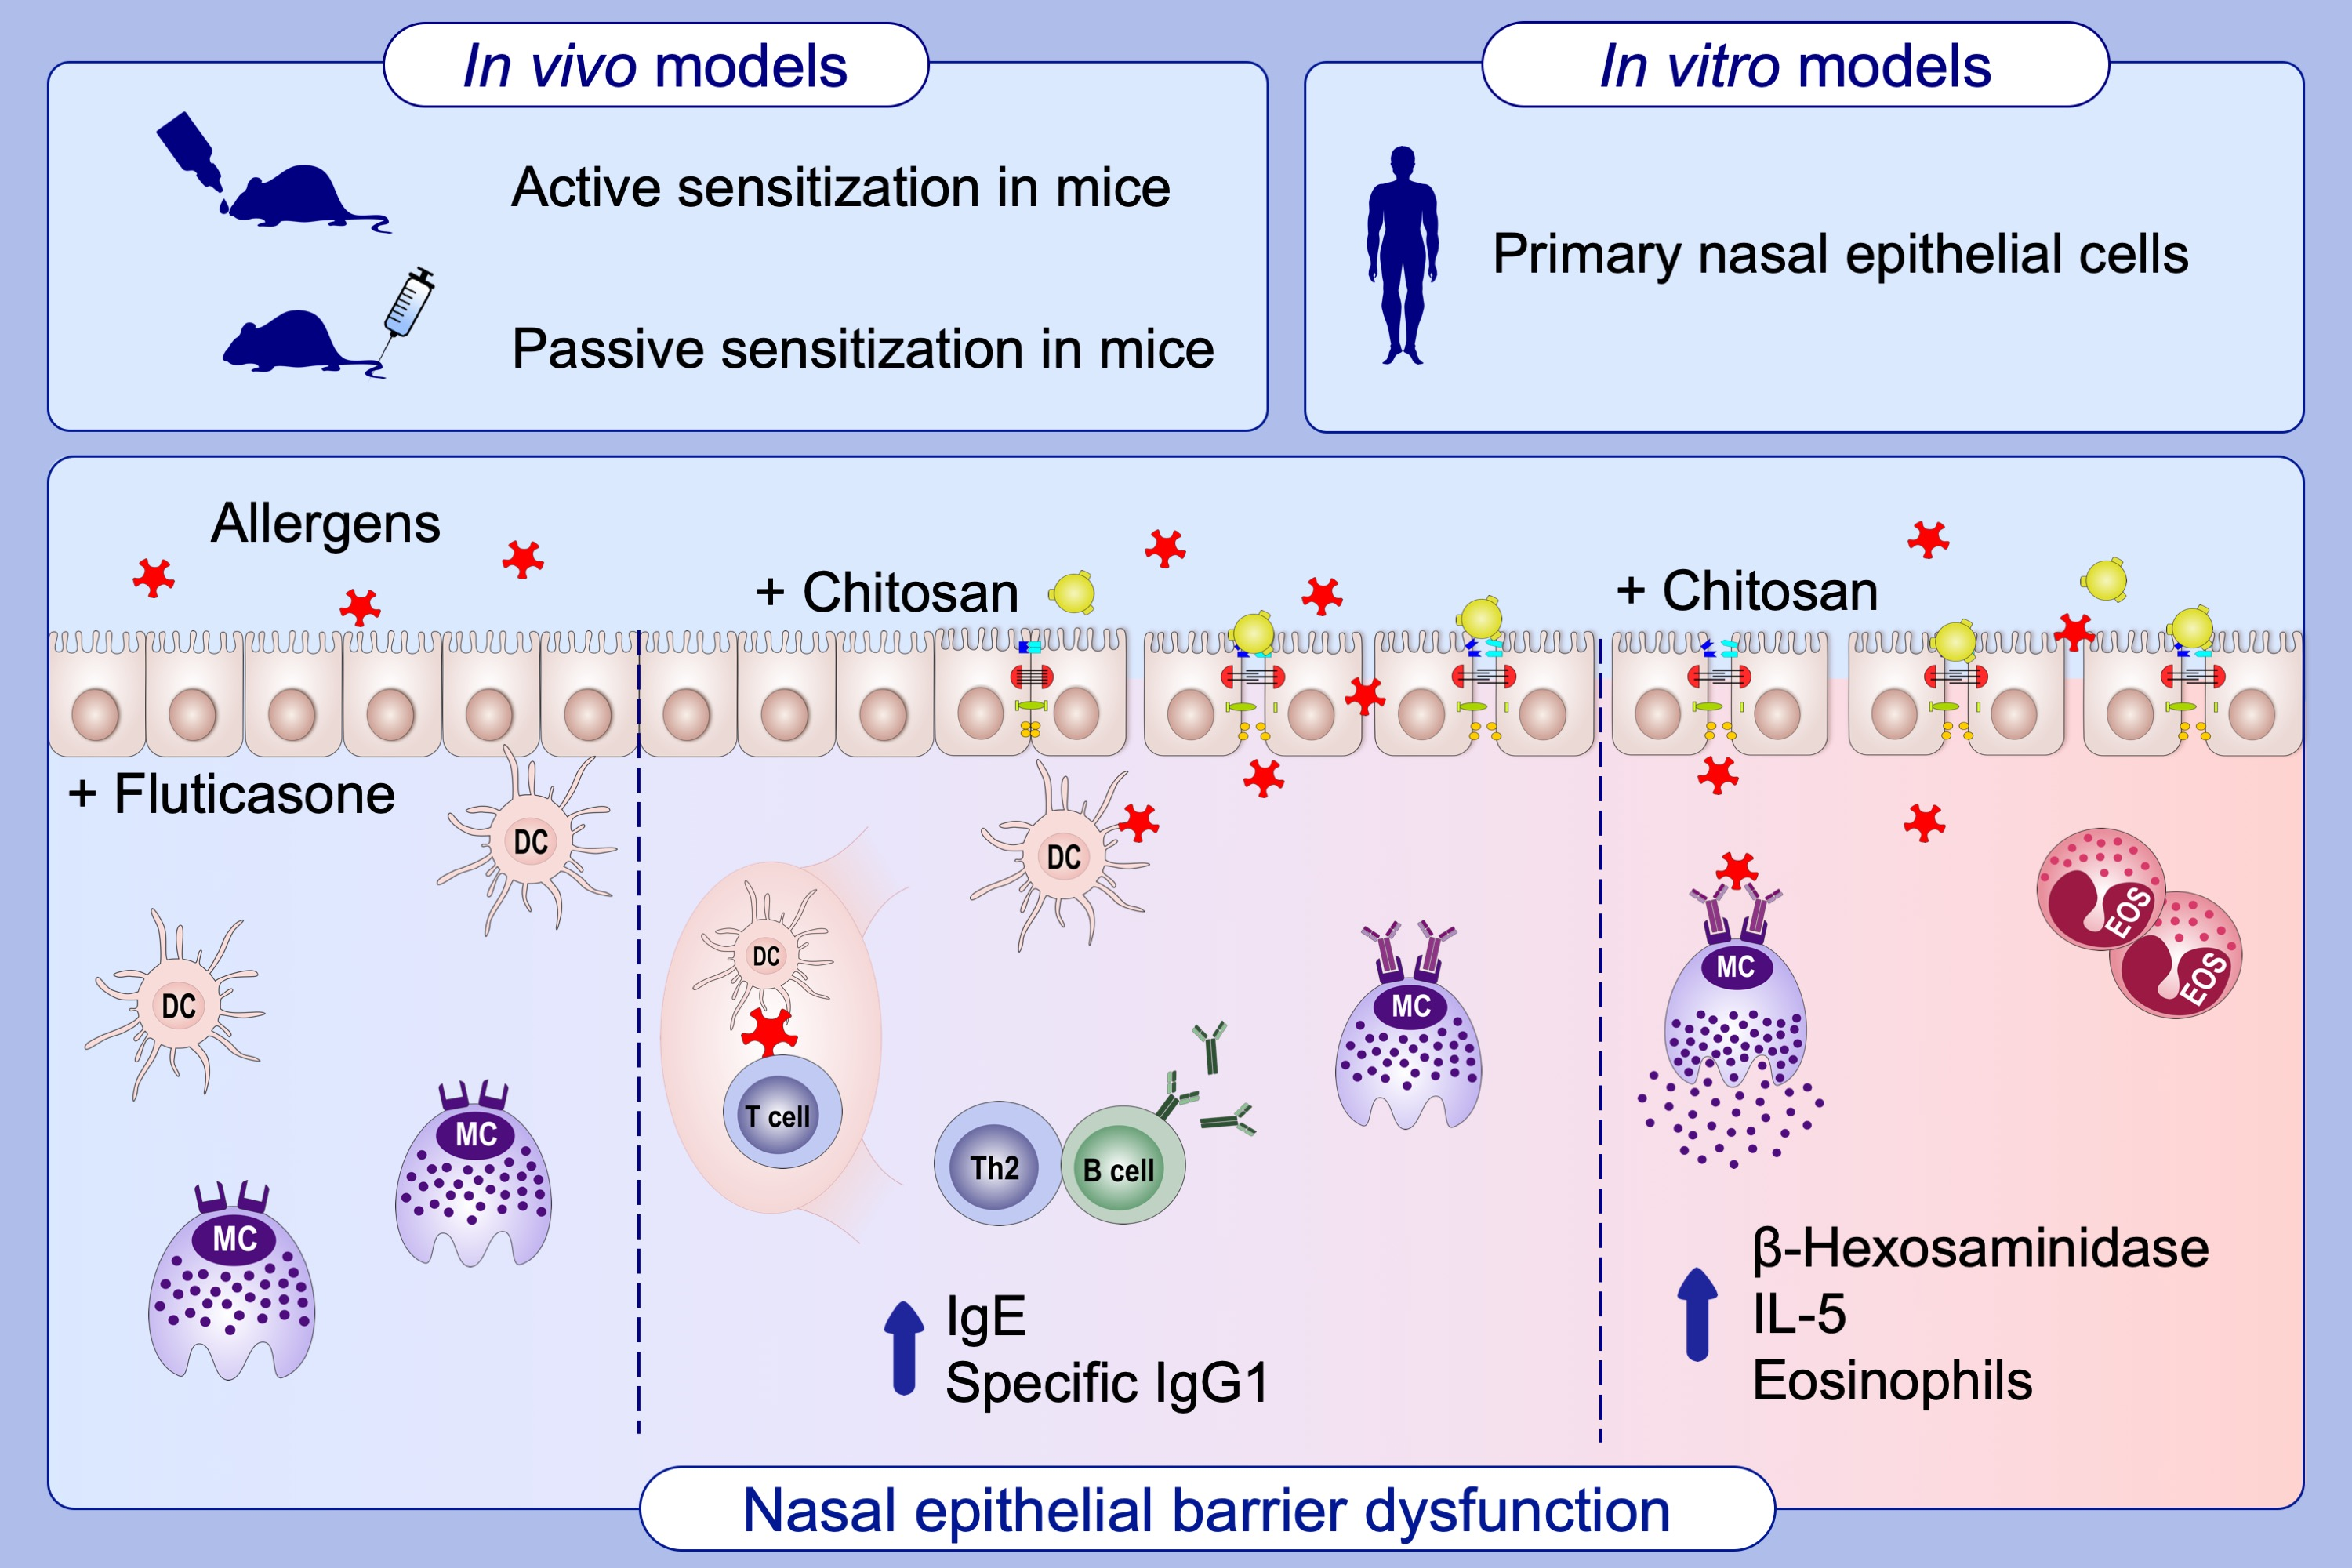 In vivo models
Active sensitization in mice
Passive sensitization in mice
In vitro models
Primary nasal epithelial cells
Allergens
+ Fluticasone
DC
DC
MC
MC
+ Chitosan
DC
DC
T cell
Th2
B cell
MC
IgE
Specific IgG1
+ Chitosan
MC
EOS
EOS
β-Hexosaminidase
IL-5
Eosinophils
Nasal epithelial barrier dysfunction